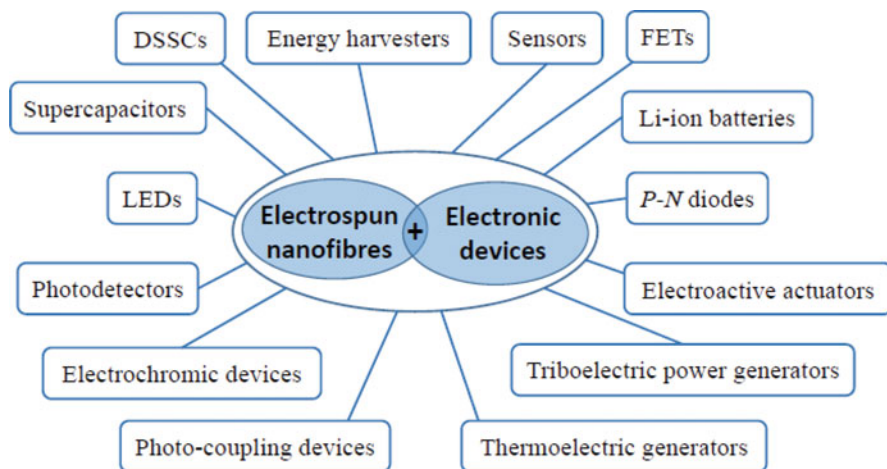 DSSCs
Energy harvesters
Sensors
FETs
Supercapacitors
Li-ion batteries
LEDs
Electrospun
nanofibres
+
Electronic
devices
P-N diodes
Photodetectors
Electroactive actuators
Electrochromic devices
Triboelectric power generators
Photo-coupling devices
Thermoelectric generators